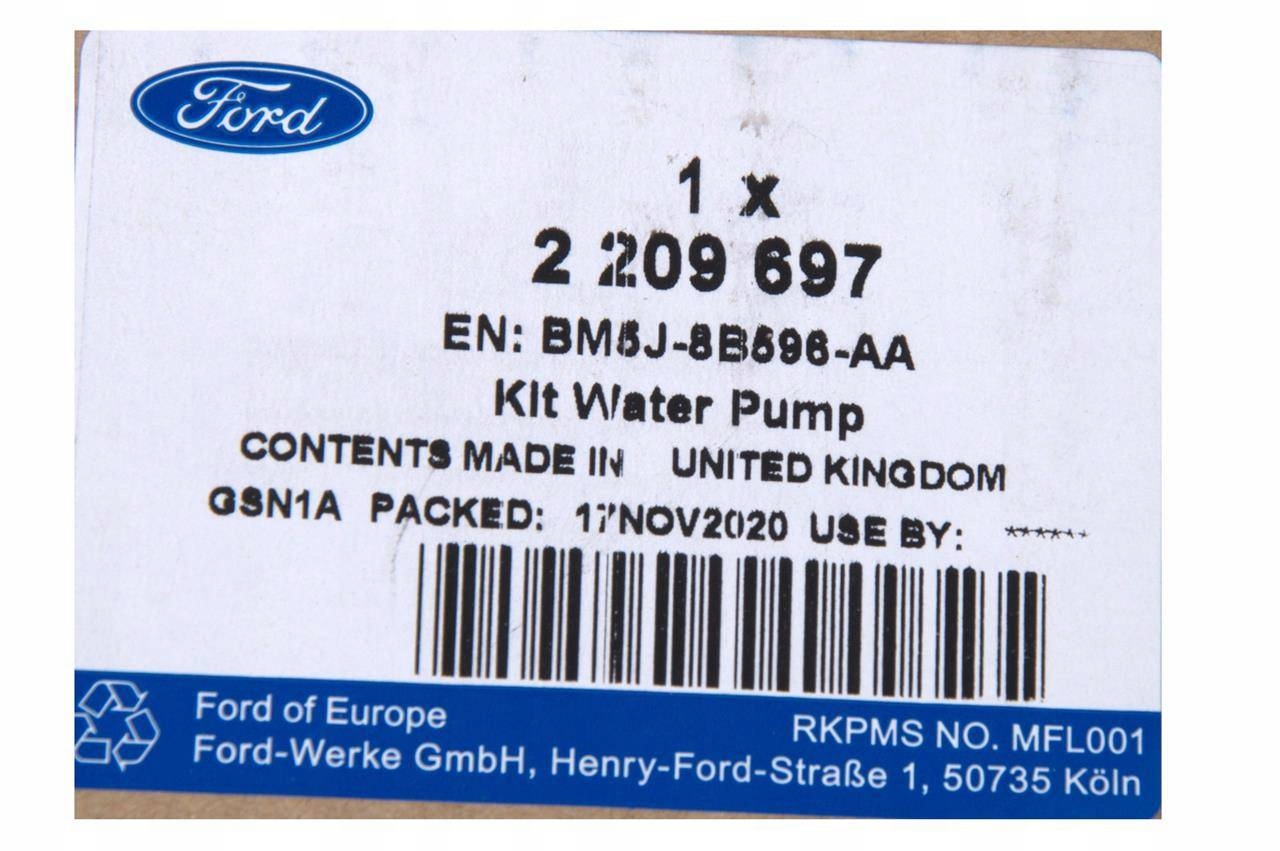 Ford
1 x
2 209 697
EN: BM5J-8B596-AA
Kit Water Pump
CONTENTS MADE IN UNITED KINGDOM
GSN1A PACKED: 17NOV2020 USE BY: ******
Ford of Europe
RKPMS NO. MFL001
Ford-Werke GmbH, Henry-Ford-Straße 1, 50735 Köln